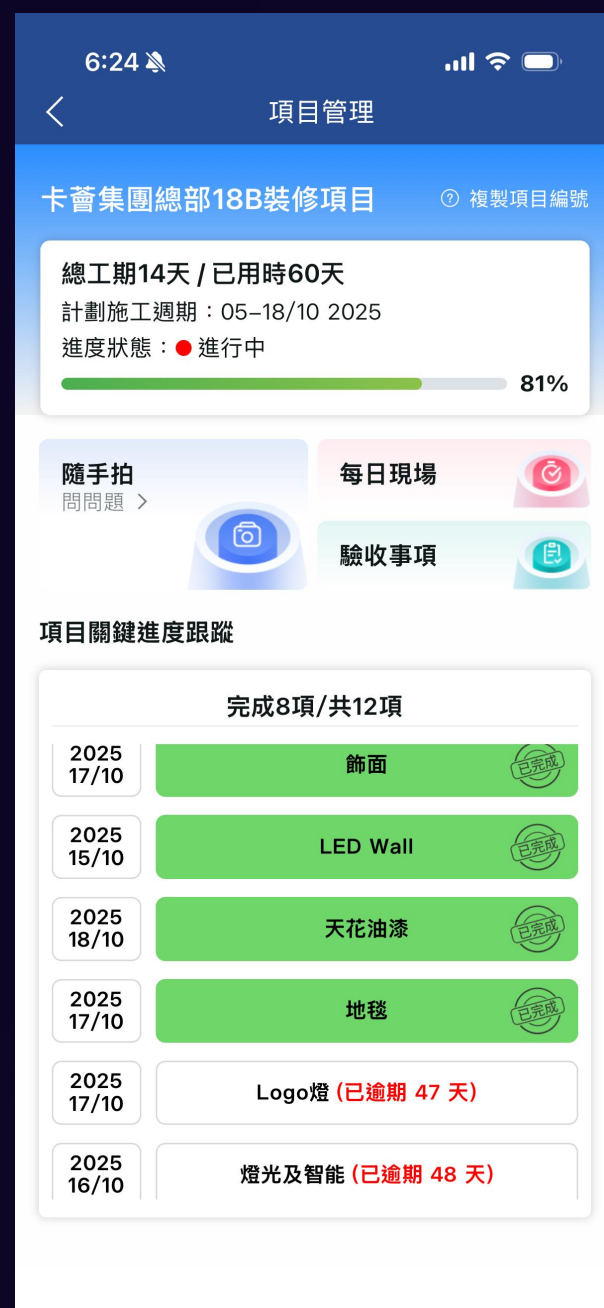 6:24
項目管理
卡薈集團總部18B裝修項目
複製項目編號
總工期14天 / 已用時60天
計劃施工週期：05-18/10 2025
進度狀態：進行中
81%
隨手拍
問問題 >
每日現場
驗收事項
項目關鍵進度跟蹤
完成8項/共12項
2025
17/10
飾面
已完成
2025
15/10
LED Wall
已完成
2025
18/10
天花油漆
已完成
2025
17/10
地毯
已完成
2025
17/10
Logo燈 (已逾期 47 天)
2025
16/10
燈光及智能 (已逾期 48 天)